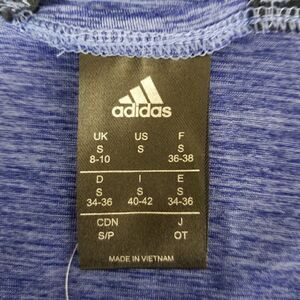 adidas
UK US F
S S S
8-10 36-38
D I E
S S S
34-36 40-42 34-36
CDN J
S/P OT
MADE IN VIETNAM